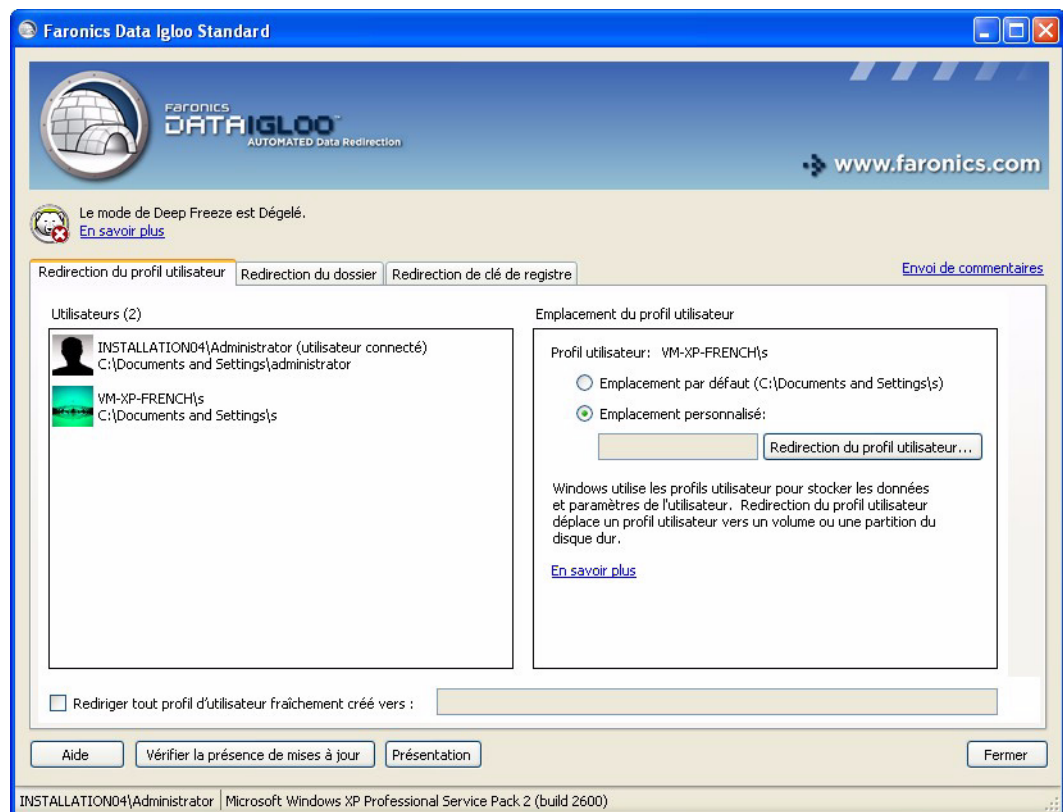 Faronics Data Igloo Standard
FARONICS
DATAIGLOO™
AUTOMATED Data Redirection
www.faronics.com
Le mode de Deep Freeze est Dégelé.
En savoir plus
Redirection du profil utilisateur
Redirection du dossier
Redirection de clé de registre
Envoi de commentaires
Utilisateurs (2)
INSTALLATION04\Administrator (utilisateur connecté)
C:\Documents and Settings\administrator
VM-XP-FRENCH\s
C:\Documents and Settings\s
Emplacement du profil utilisateur
Profil utilisateur: VM-XP-FRENCH\s
Emplacement par défaut (C:\Documents and Settings\s)
Emplacement personnalisé:
Redirection du profil utilisateur...
Windows utilise les profils utilisateur pour stocker les données
et paramètres de l'utilisateur. Redirection du profil utilisateur
déplace un profil utilisateur vers un volume ou une partition du
disque dur.
En savoir plus
Rediriger tout profil d'utilisateur fraîchement créé vers :
Aide
Vérifier la présence de mises à jour
Présentation
Fermer
INSTALLATION04\Administrator
Microsoft Windows XP Professional Service Pack 2 (build 2600)